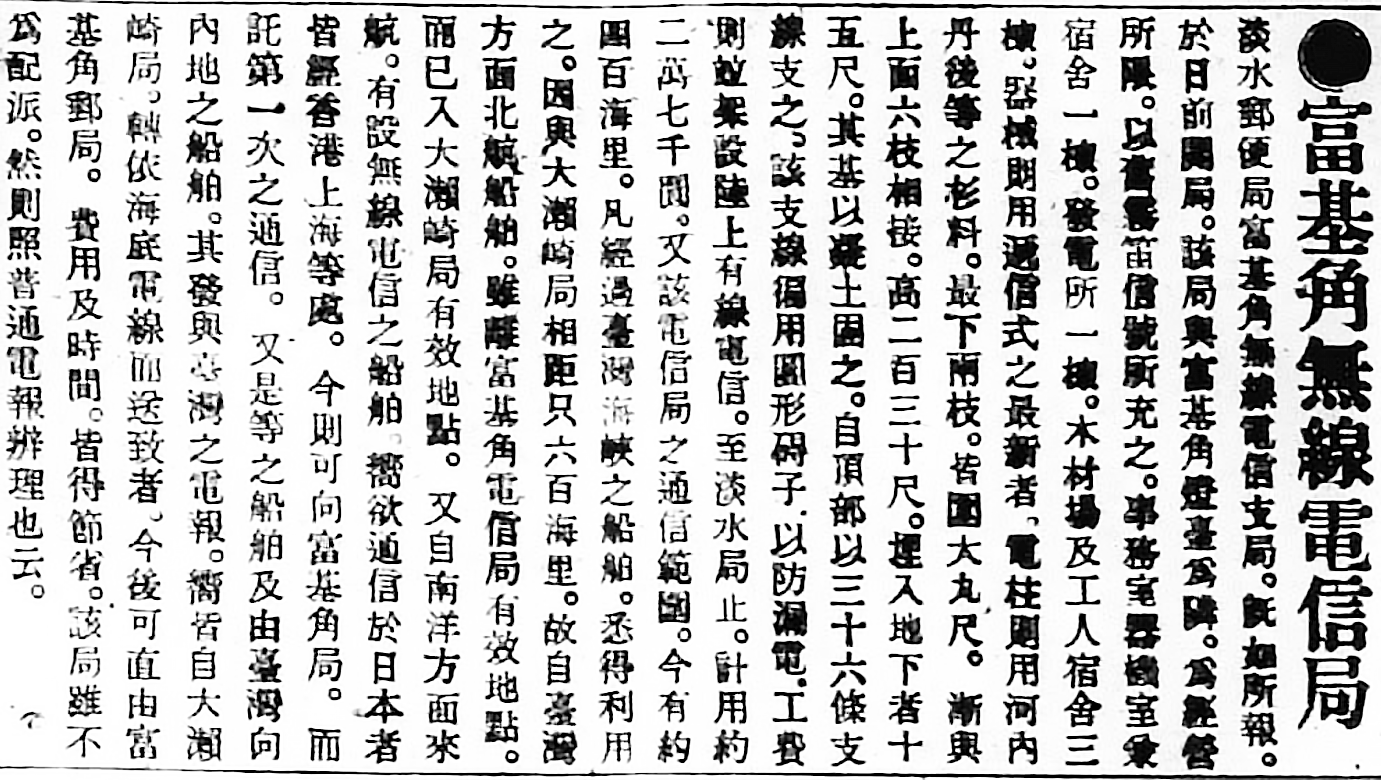 ●富基角無線電信局
淡水郵便局富基角無線電信支局。既如所報。
於日前開局。該局與富基角燈臺為隣。為經營
所限。以舊霧笛信號所充之。事務室器機室兼
宿舍一棟。發電所一棟。木材場及工人宿舍三
棟。器械則用遞信式之最新者。電柱則用河內
丹後等之杉料。最下兩枝。皆圍大丸尺。漸與
上面六枝相接。高二百三十尺。埋入地下者十
五尺。其基以凝土固之。自頂部以三十六條支
線支之。該支線偏用圓形碍子。以防漏電。工費
則並架設陸上有線電信。至淡水局止。計用約
二萬七千圓。又該電信局之通信範圍。今有約
四百海里。凡經過臺灣海峽之船舶。悉得利用
之。因與大瀨崎局相距只六百海里。故自臺灣
方面北航船舶。雖離富基角電信局有效地點。
而已入大瀨崎局有效地點。又自南洋方面來
航。有設無線電信之船舶。嚮欲通信於日本者
皆經香港上海等處。今則可向富基角局。而
託第一次之通信。又是等之船舶及由臺灣向
內地之船舶。其發與臺灣之電報。嚮皆自大瀨
崎局。轉依海底電線而送致者。今後可直由富
基角郵局。費用及時間。皆得節省。該局雖不
為配派。然則照普通電報辦理也云。